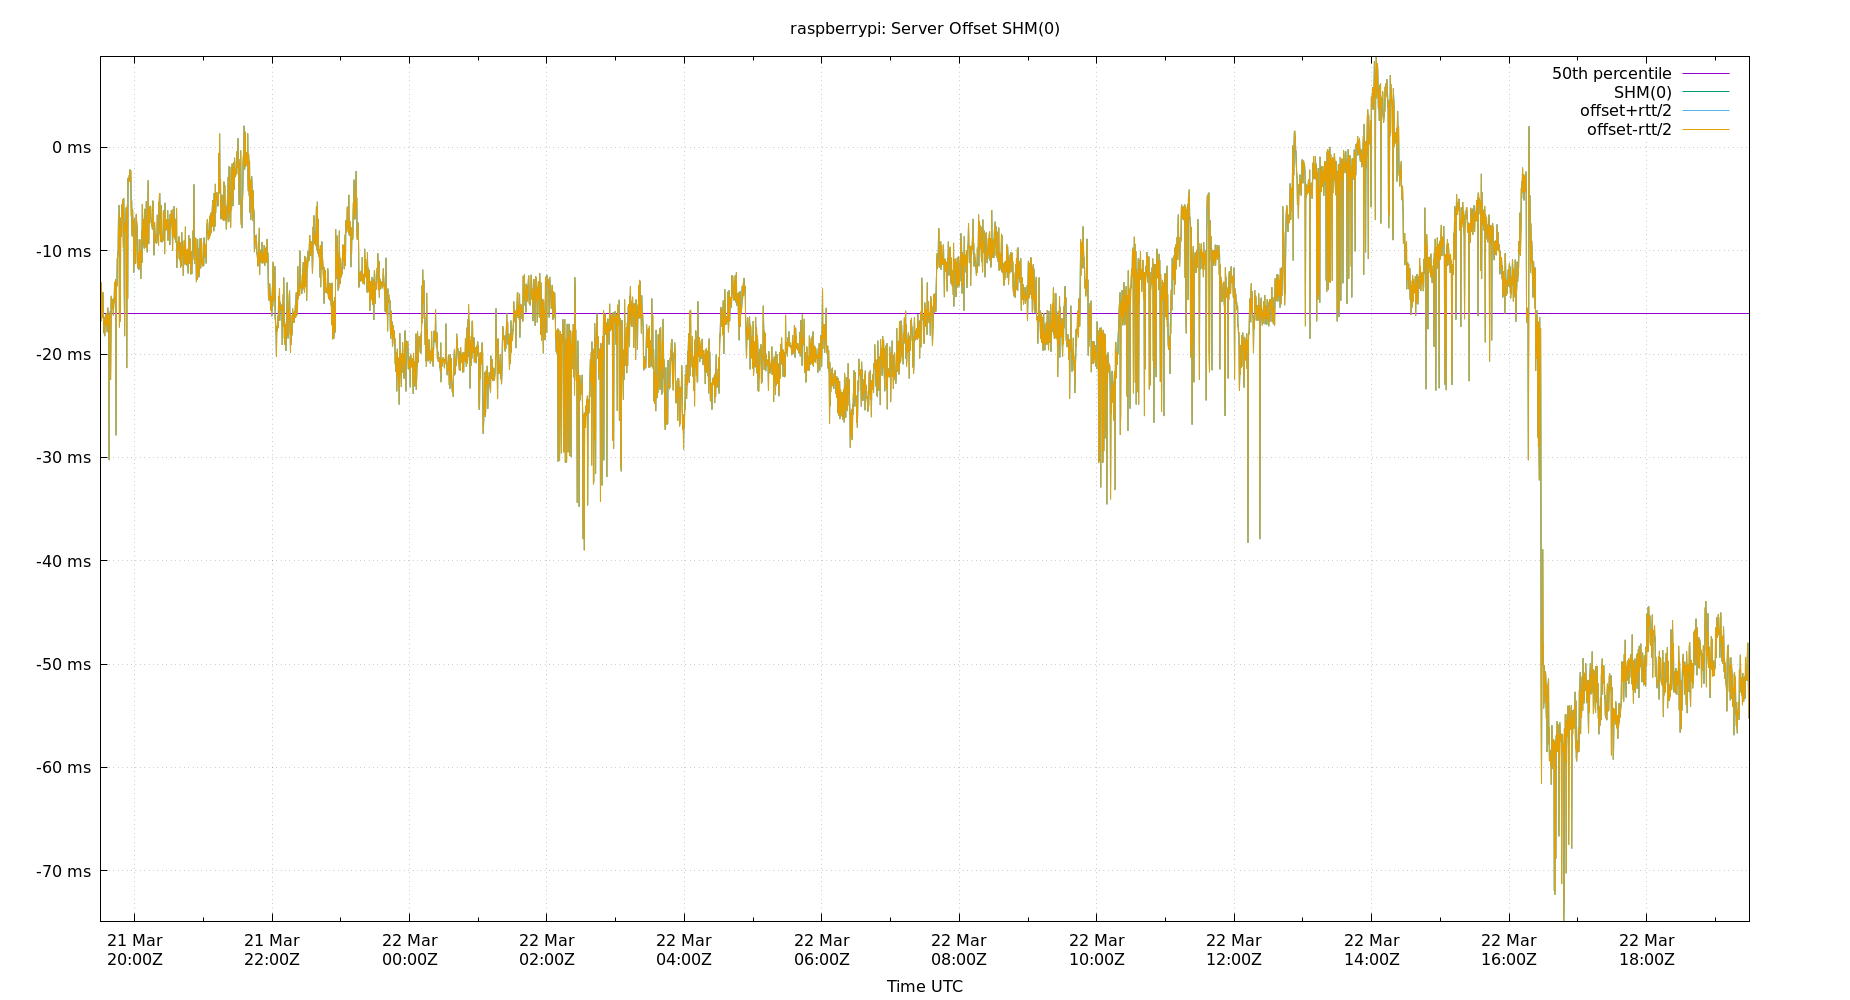 raspberrypi: Server Offset SHM(0)
50th percentile
SHM(0)
offset+rtt/2
offset-rtt/2
0 ms
-10 ms
-20 ms
-30 ms
-40 ms
-50 ms
-60 ms
-70 ms
21 Mar 21 Mar 22 Mar 22 Mar 22 Mar 22 Mar 22 Mar 22 Mar 22 Mar 22 Mar 22 Mar 22 Mar
20:00Z 22:00Z 00:00Z 02:00Z 04:00Z 06:00Z 08:00Z 10:00Z 12:00Z 14:00Z 16:00Z 18:00Z
Time UTC